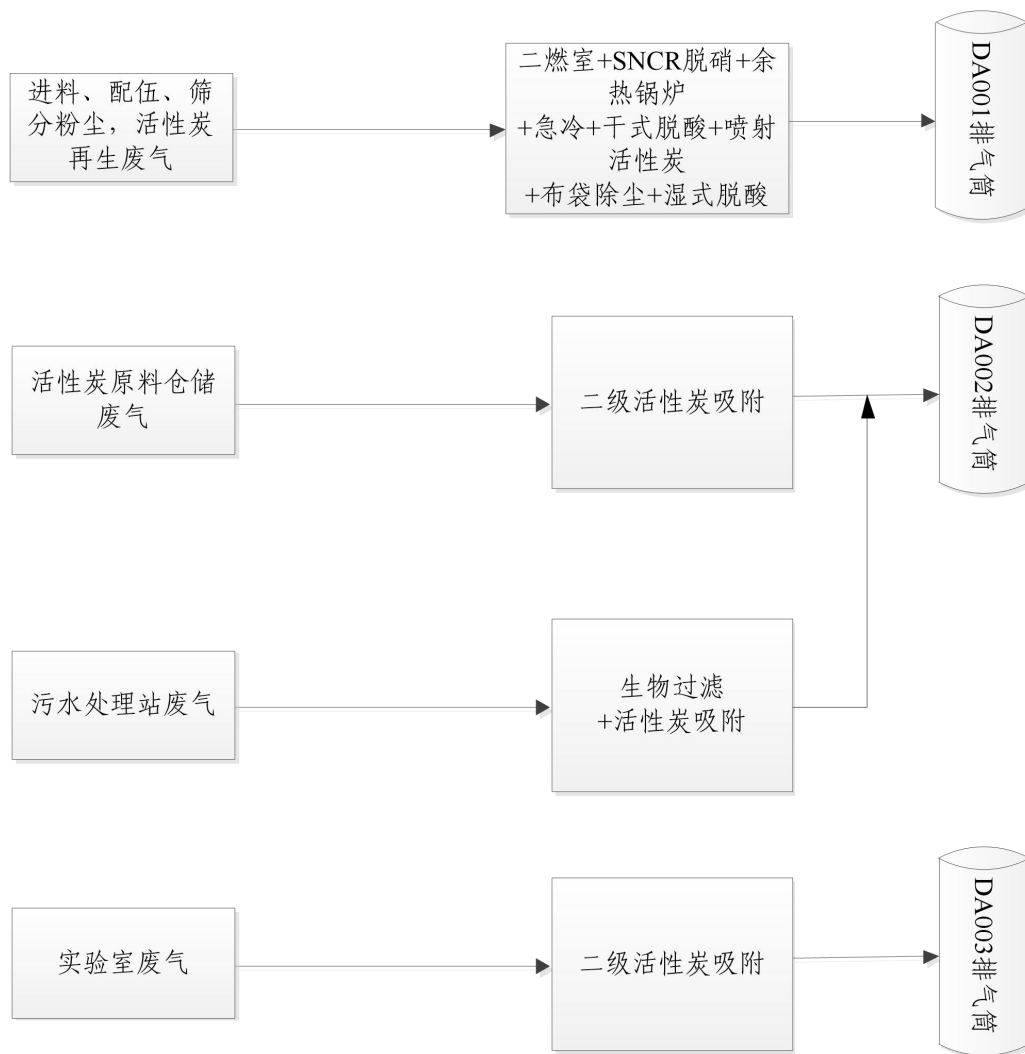 进料、配伍、筛
分粉尘，活性炭
再生废气
二燃室+SNCR脱硝+余
热锅炉
+急冷+干式脱酸+喷射
活性炭
+布袋除尘+湿式脱酸
DA001排气筒
活性炭原料仓储
废气
二级活性炭吸附
DA002排气筒
污水处理站废气
生物过滤
+活性炭吸附
实验室废气
二级活性炭吸附
DA003排气筒